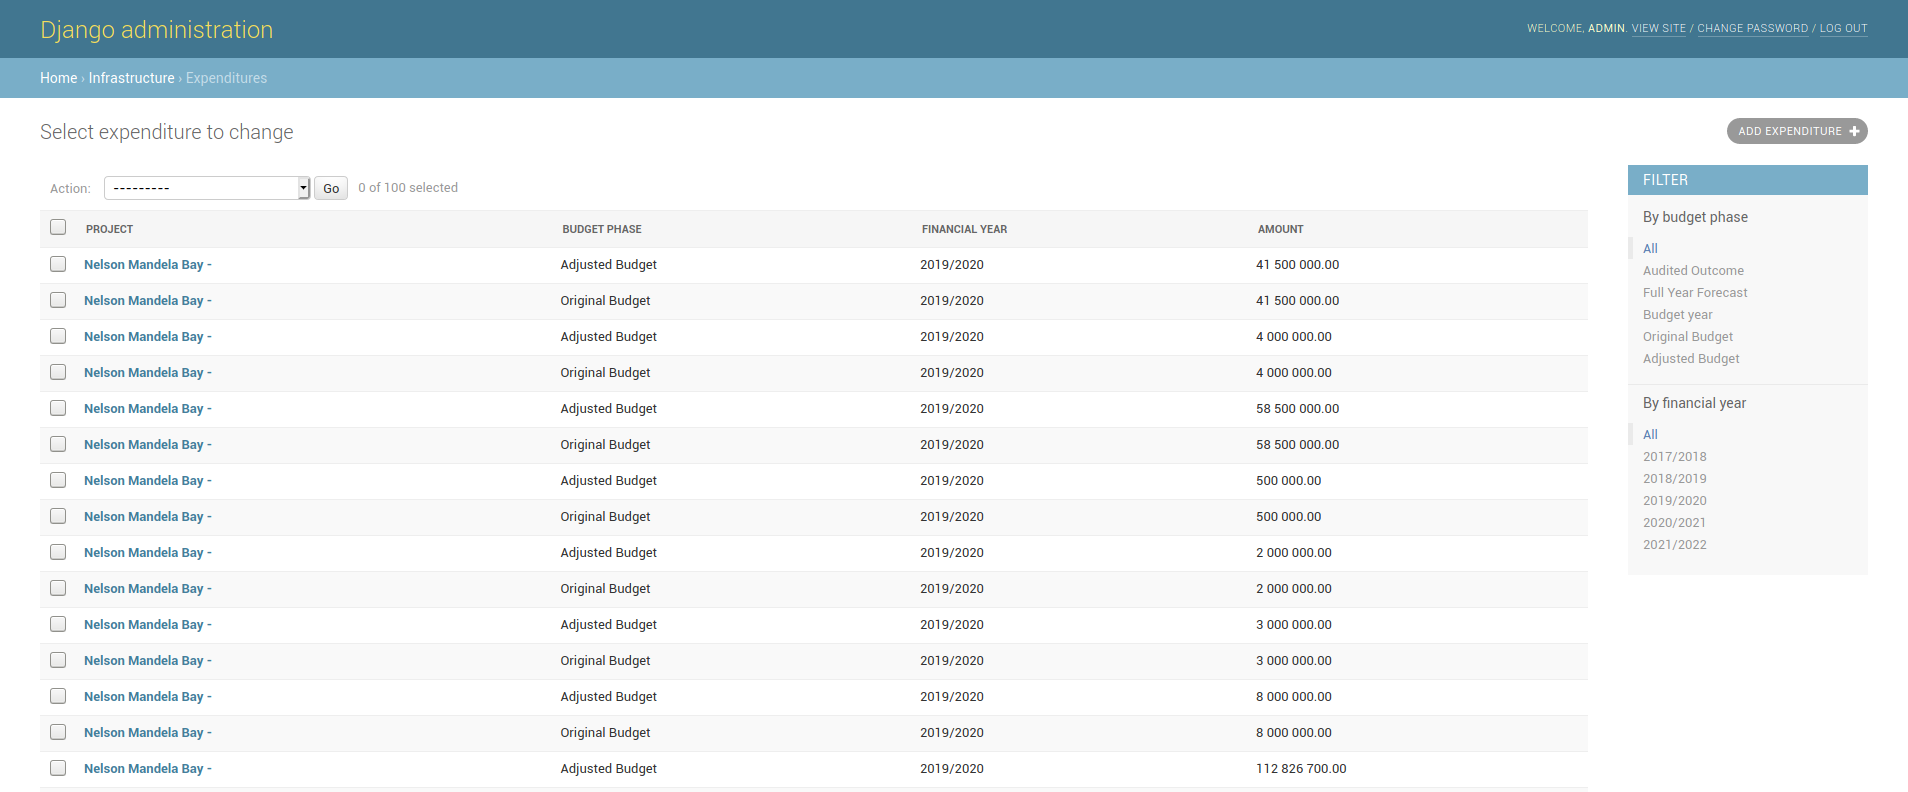 Django administration
WELCOME, ADMIN. VIEW SITE / CHANGE PASSWORD / LOG OUT
Home › Infrastructure › Expenditures
Select expenditure to change
ADD EXPENDITURE +
Action: --------- Go 0 of 100 selected
PROJECT BUDGET PHASE FINANCIAL YEAR AMOUNT
Nelson Mandela Bay - Adjusted Budget 2019/2020 41 500 000.00
Nelson Mandela Bay - Original Budget 2019/2020 41 500 000.00
Nelson Mandela Bay - Adjusted Budget 2019/2020 4 000 000.00
Nelson Mandela Bay - Original Budget 2019/2020 4 000 000.00
Nelson Mandela Bay - Adjusted Budget 2019/2020 58 500 000.00
Nelson Mandela Bay - Original Budget 2019/2020 58 500 000.00
Nelson Mandela Bay - Adjusted Budget 2019/2020 500 000.00
Nelson Mandela Bay - Original Budget 2019/2020 500 000.00
Nelson Mandela Bay - Adjusted Budget 2019/2020 2 000 000.00
Nelson Mandela Bay - Original Budget 2019/2020 2 000 000.00
Nelson Mandela Bay - Adjusted Budget 2019/2020 3 000 000.00
Nelson Mandela Bay - Original Budget 2019/2020 3 000 000.00
Nelson Mandela Bay - Adjusted Budget 2019/2020 8 000 000.00
Nelson Mandela Bay - Original Budget 2019/2020 8 000 000.00
Nelson Mandela Bay - Adjusted Budget 2019/2020 112 826 700.00
FILTER
By budget phase
All
Audited Outcome
Full Year Forecast
Budget year
Original Budget
Adjusted Budget
By financial year
All
2017/2018
2018/2019
2019/2020
2020/2021
2021/2022